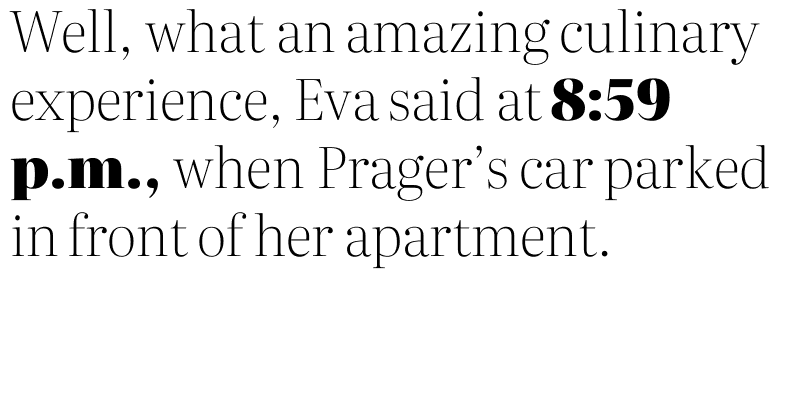 Well, what an amazing culinary
experience, Eva said at 8:59
p.m., when Prager’s car parked
in front of her apartment.